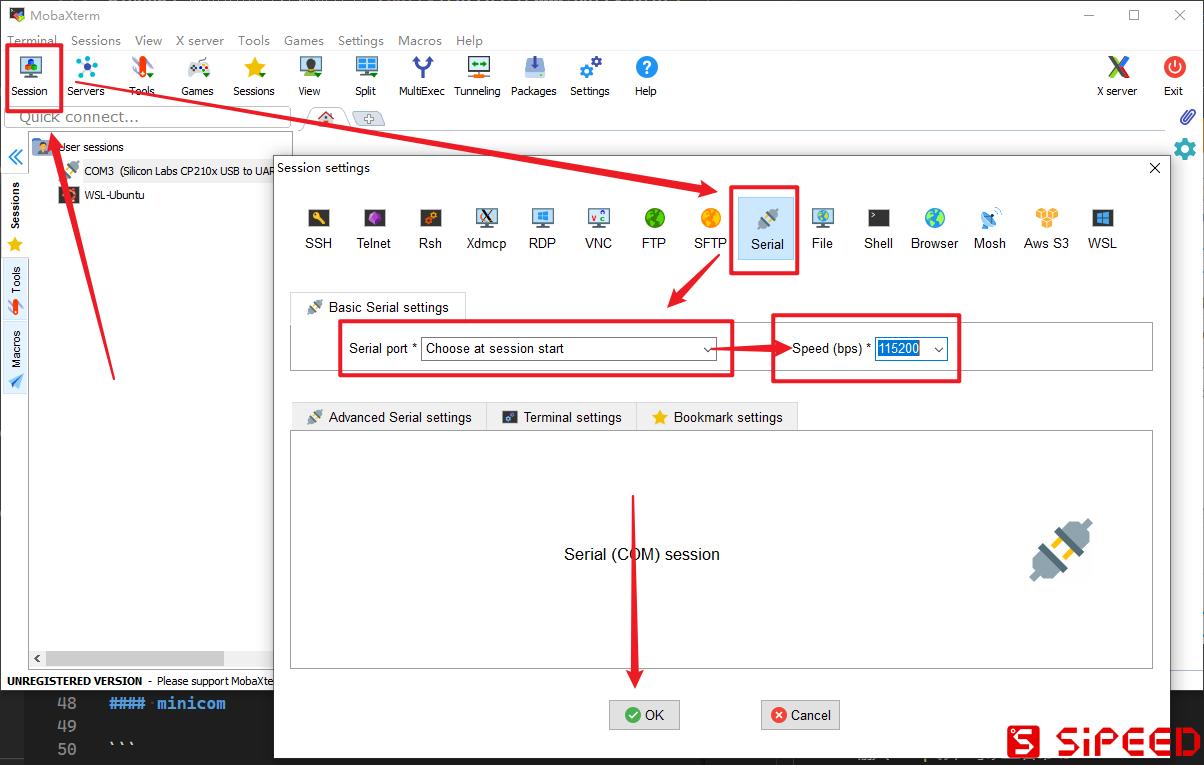 MobaXterm
Terminal Sessions View X server Tools Games Settings Macros Help
Session Servers Tools Games Sessions View Split MultiExec Tunneling Packages Settings Help X server Exit
Quick connect...
User sessions
COM3 (Silicon Labs CP210x USB to UAR
WSL-Ubuntu
Sessions
Tools
Macros
Session settings
SSH Telnet Rsh Xdmcp RDP VNC FTP SFTP Serial File Shell Browser Mosh Aws S3 WSL
Basic Serial settings
Serial port * Choose at session start Speed (bps) * 115200
Advanced Serial settings Terminal settings Bookmark settings
Serial (COM) session
OK Cancel
UNREGISTERED VERSION - Please support MobaXte
48 #### minicom
49
50 ```
SiPEED